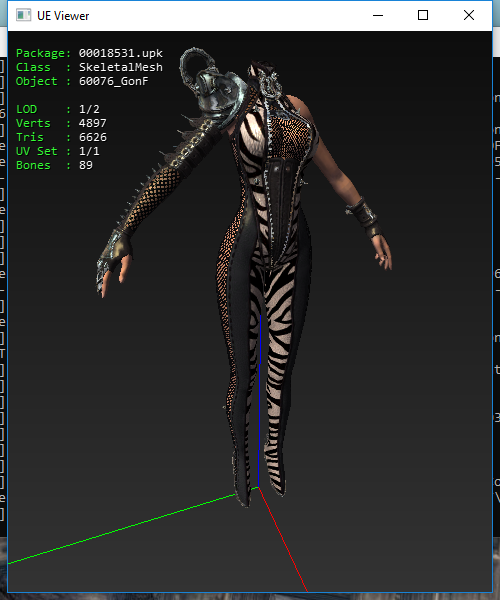 UE Viewer
Package: 00018531.upk
Class : SkeletalMesh
Object : 60076_GonF
LOD : 1/2
Verts : 4897
Tris : 6626
UV Set : 1/1
Bones : 89